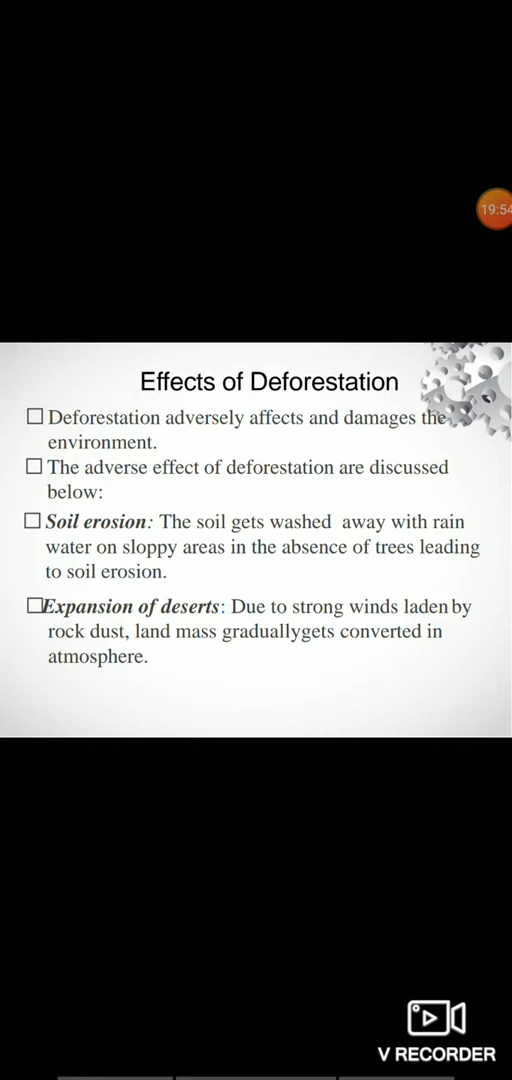 19:54
Effects of Deforestation
☐ Deforestation adversely affects and damages the
environment.
☐ The adverse effect of deforestation are discussed
below:
☐ Soil erosion: The soil gets washed away with rain
water on sloppy areas in the absence of trees leading
to soil erosion.
☐ Expansion of deserts: Due to strong winds laden by
rock dust, land mass graduallygets converted in
atmosphere.
V RECORDER